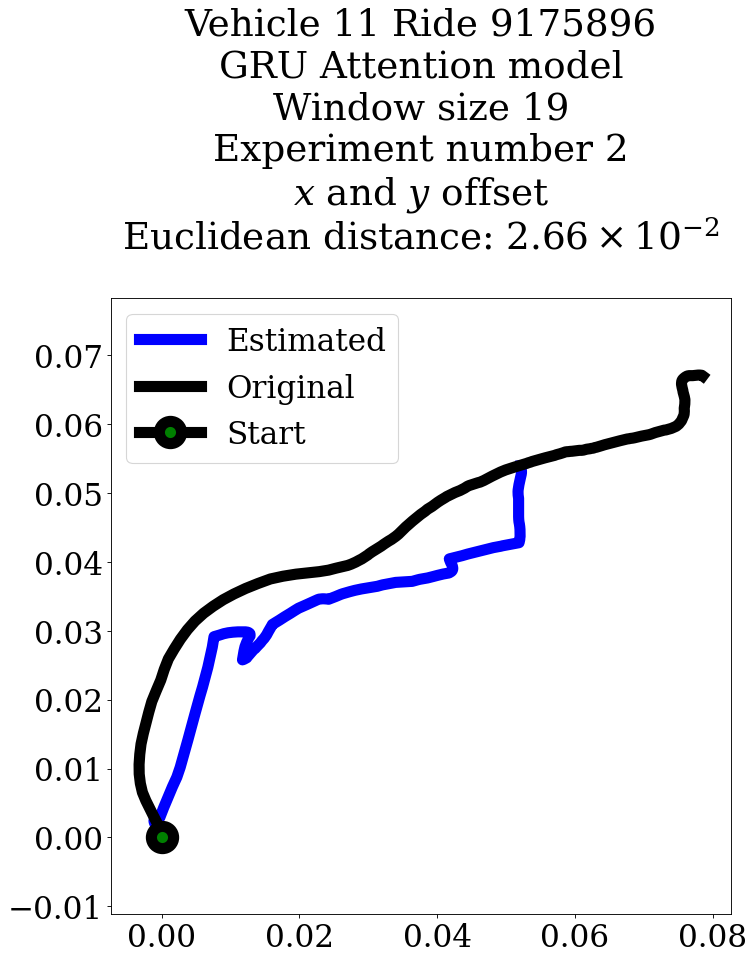 Vehicle 11 Ride 9175896
GRU Attention model
Window size 19
Experiment number 2
x and y offset
Euclidean distance: 2.66 × 10⁻²
Estimated
Original
Start
0.07
0.06
0.05
0.04
0.03
0.02
0.01
0.00
−0.01
0.00 0.02 0.04 0.06 0.08